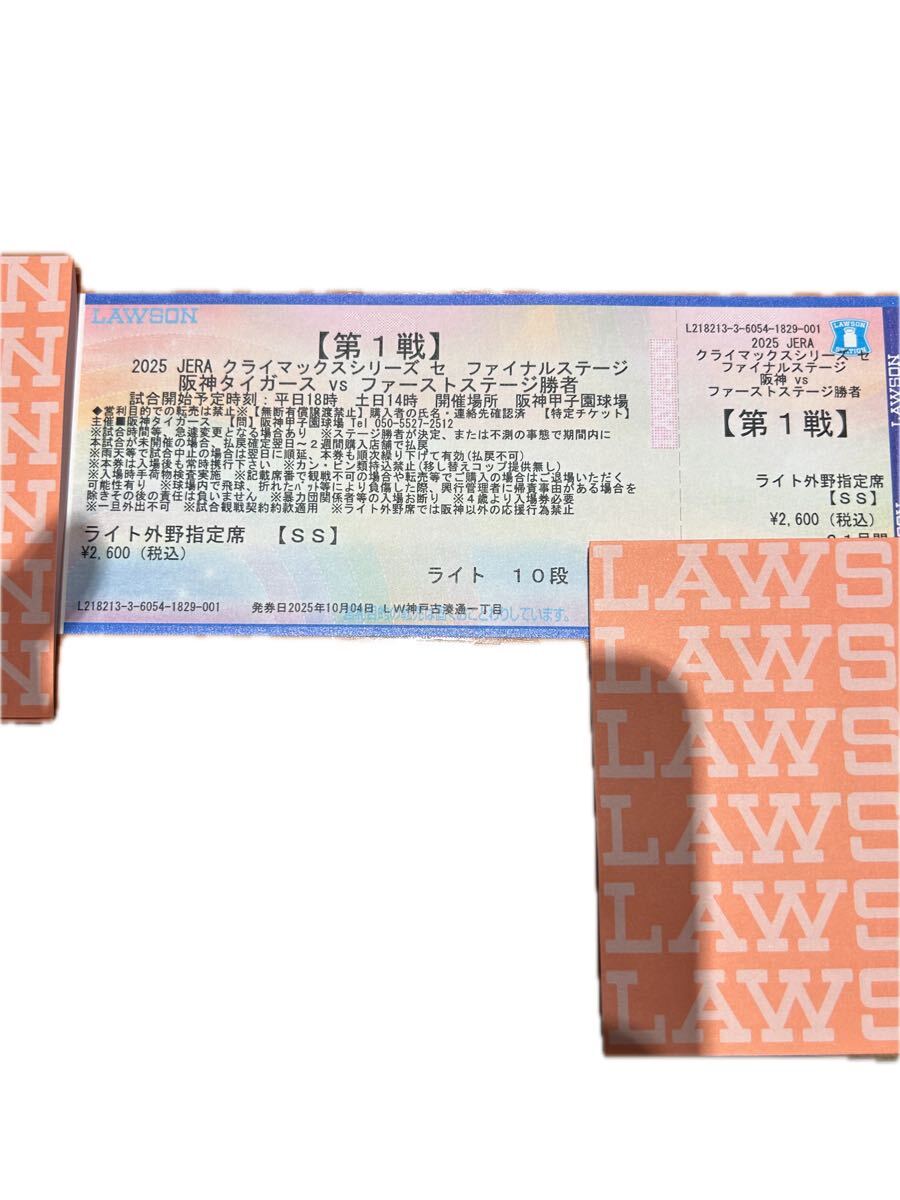 LAWSON
【第１戦】
2025 JERA クライマックスシリーズ セ　ファイナルステージ
阪神タイガース vs ファーストステージ勝者
試合開始予定時刻：平日18時　土日14時　開催場所　阪神甲子園球場
◆営利目的での転売は禁止※【無断有償譲渡禁止】購入者の氏名・連絡先確認済　【特定チケット】
主催■阪神タイガース　【問】阪神甲子園球場Tel 050-5527-2512
※試合時間等、急遽変更となる場合あり　※ステージ勝者が決定、または不測の事態で期間内に
本試合が未開催の場合、払戻確定翌日～２週間購入店舗で払戻
※雨天等で試合中止の場合は翌日に順延、本券も順次繰り下げて有効(払戻不可)
※本券は入場後も常時携行下さい　※カン・ビン類持込禁止(移し替えコップ提供無し)
※入場時手荷物検査実施　※記載席番で観戦不可の場合や転売等でご購入の場合はご退場いただく
可能性有り　※球場案内で飛球、折れたﾊﾞｯﾄ等により負傷した際、興行管理者に帰責事由がある場合を
除きその後の責任は負いません　※暴力団関係者等の入場お断り　※４歳より入場券必要
※一旦外出不可　※試合観戦契約約款適用　※ライト外野席では阪神以外の応援行為禁止
ライト外野指定席　【ＳＳ】
¥2,600（税込）
ライト　１０段
L218213-3-6054-1829-001
発券日2025年10月04日　ＬＷ神戸古湊通一丁目
L218213-3-6054-1829-001
LAWSON
STATION
2025 JERA
クライマックスシリーズ セ
ファイナルステージ
阪神 vs
ファーストステージ勝者
【第１戦】
ライト外野指定席
【ＳＳ】
¥2,600（税込）
LAWSON
N
N
N
N
N
LAWS
LAWS
LAWS
LAWS
LAWS
LAWS